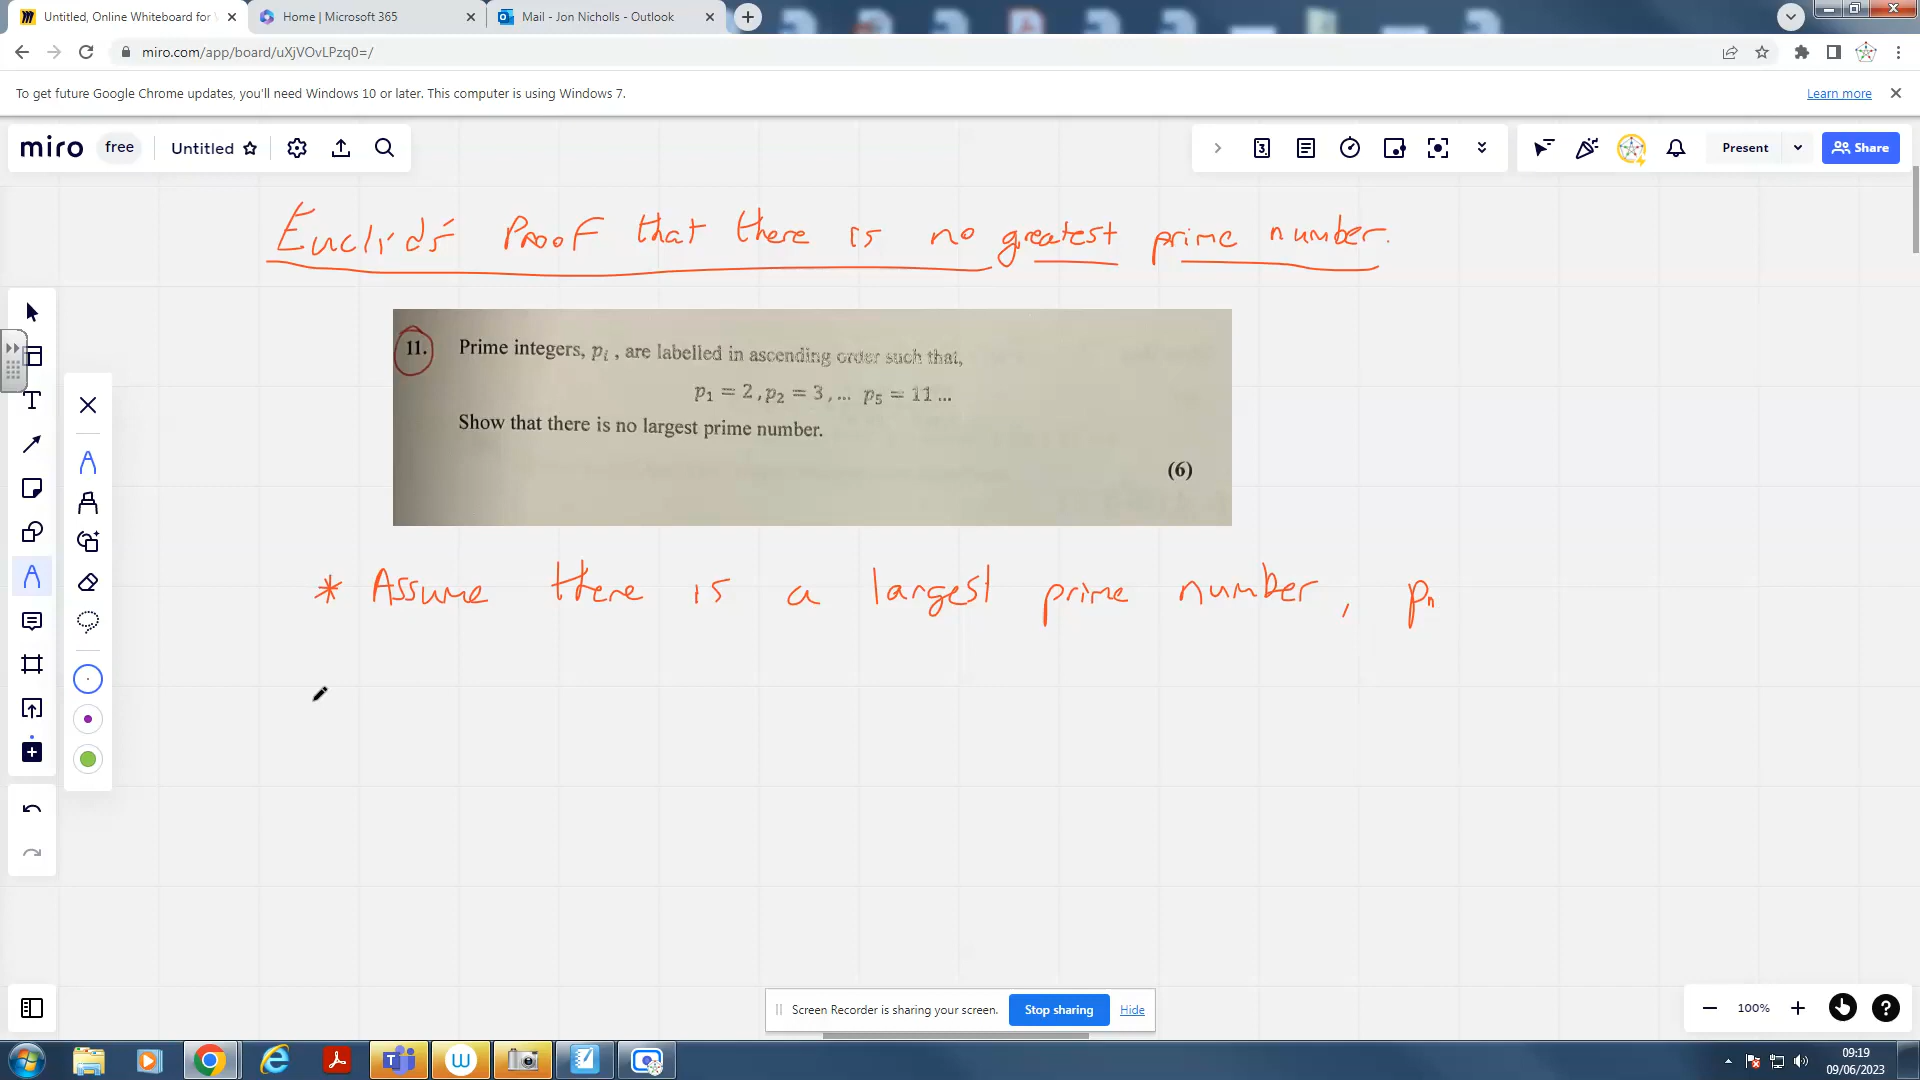 Untitled, Online Whiteboard for
Home | Microsoft 365
Mail - Jon Nicholls - Outlook
miro.com/app/board/uXjVOvLPzq0=/
To get future Google Chrome updates, you'll need Windows 10 or later. This computer is using Windows 7.
Learn more
miro
free
Untitled
3
Present
Share
Euclid's Proof that there is no greatest prime number.
11. Prime integers, pᵢ, are labelled in ascending order such that,
p₁ = 2, p₂ = 3, ... p₅ = 11 ...
Show that there is no largest prime number.
(6)
* Assume there is a largest prime number, pₙ
Screen Recorder is sharing your screen.
Stop sharing
Hide
100%
09:19
09/06/2023